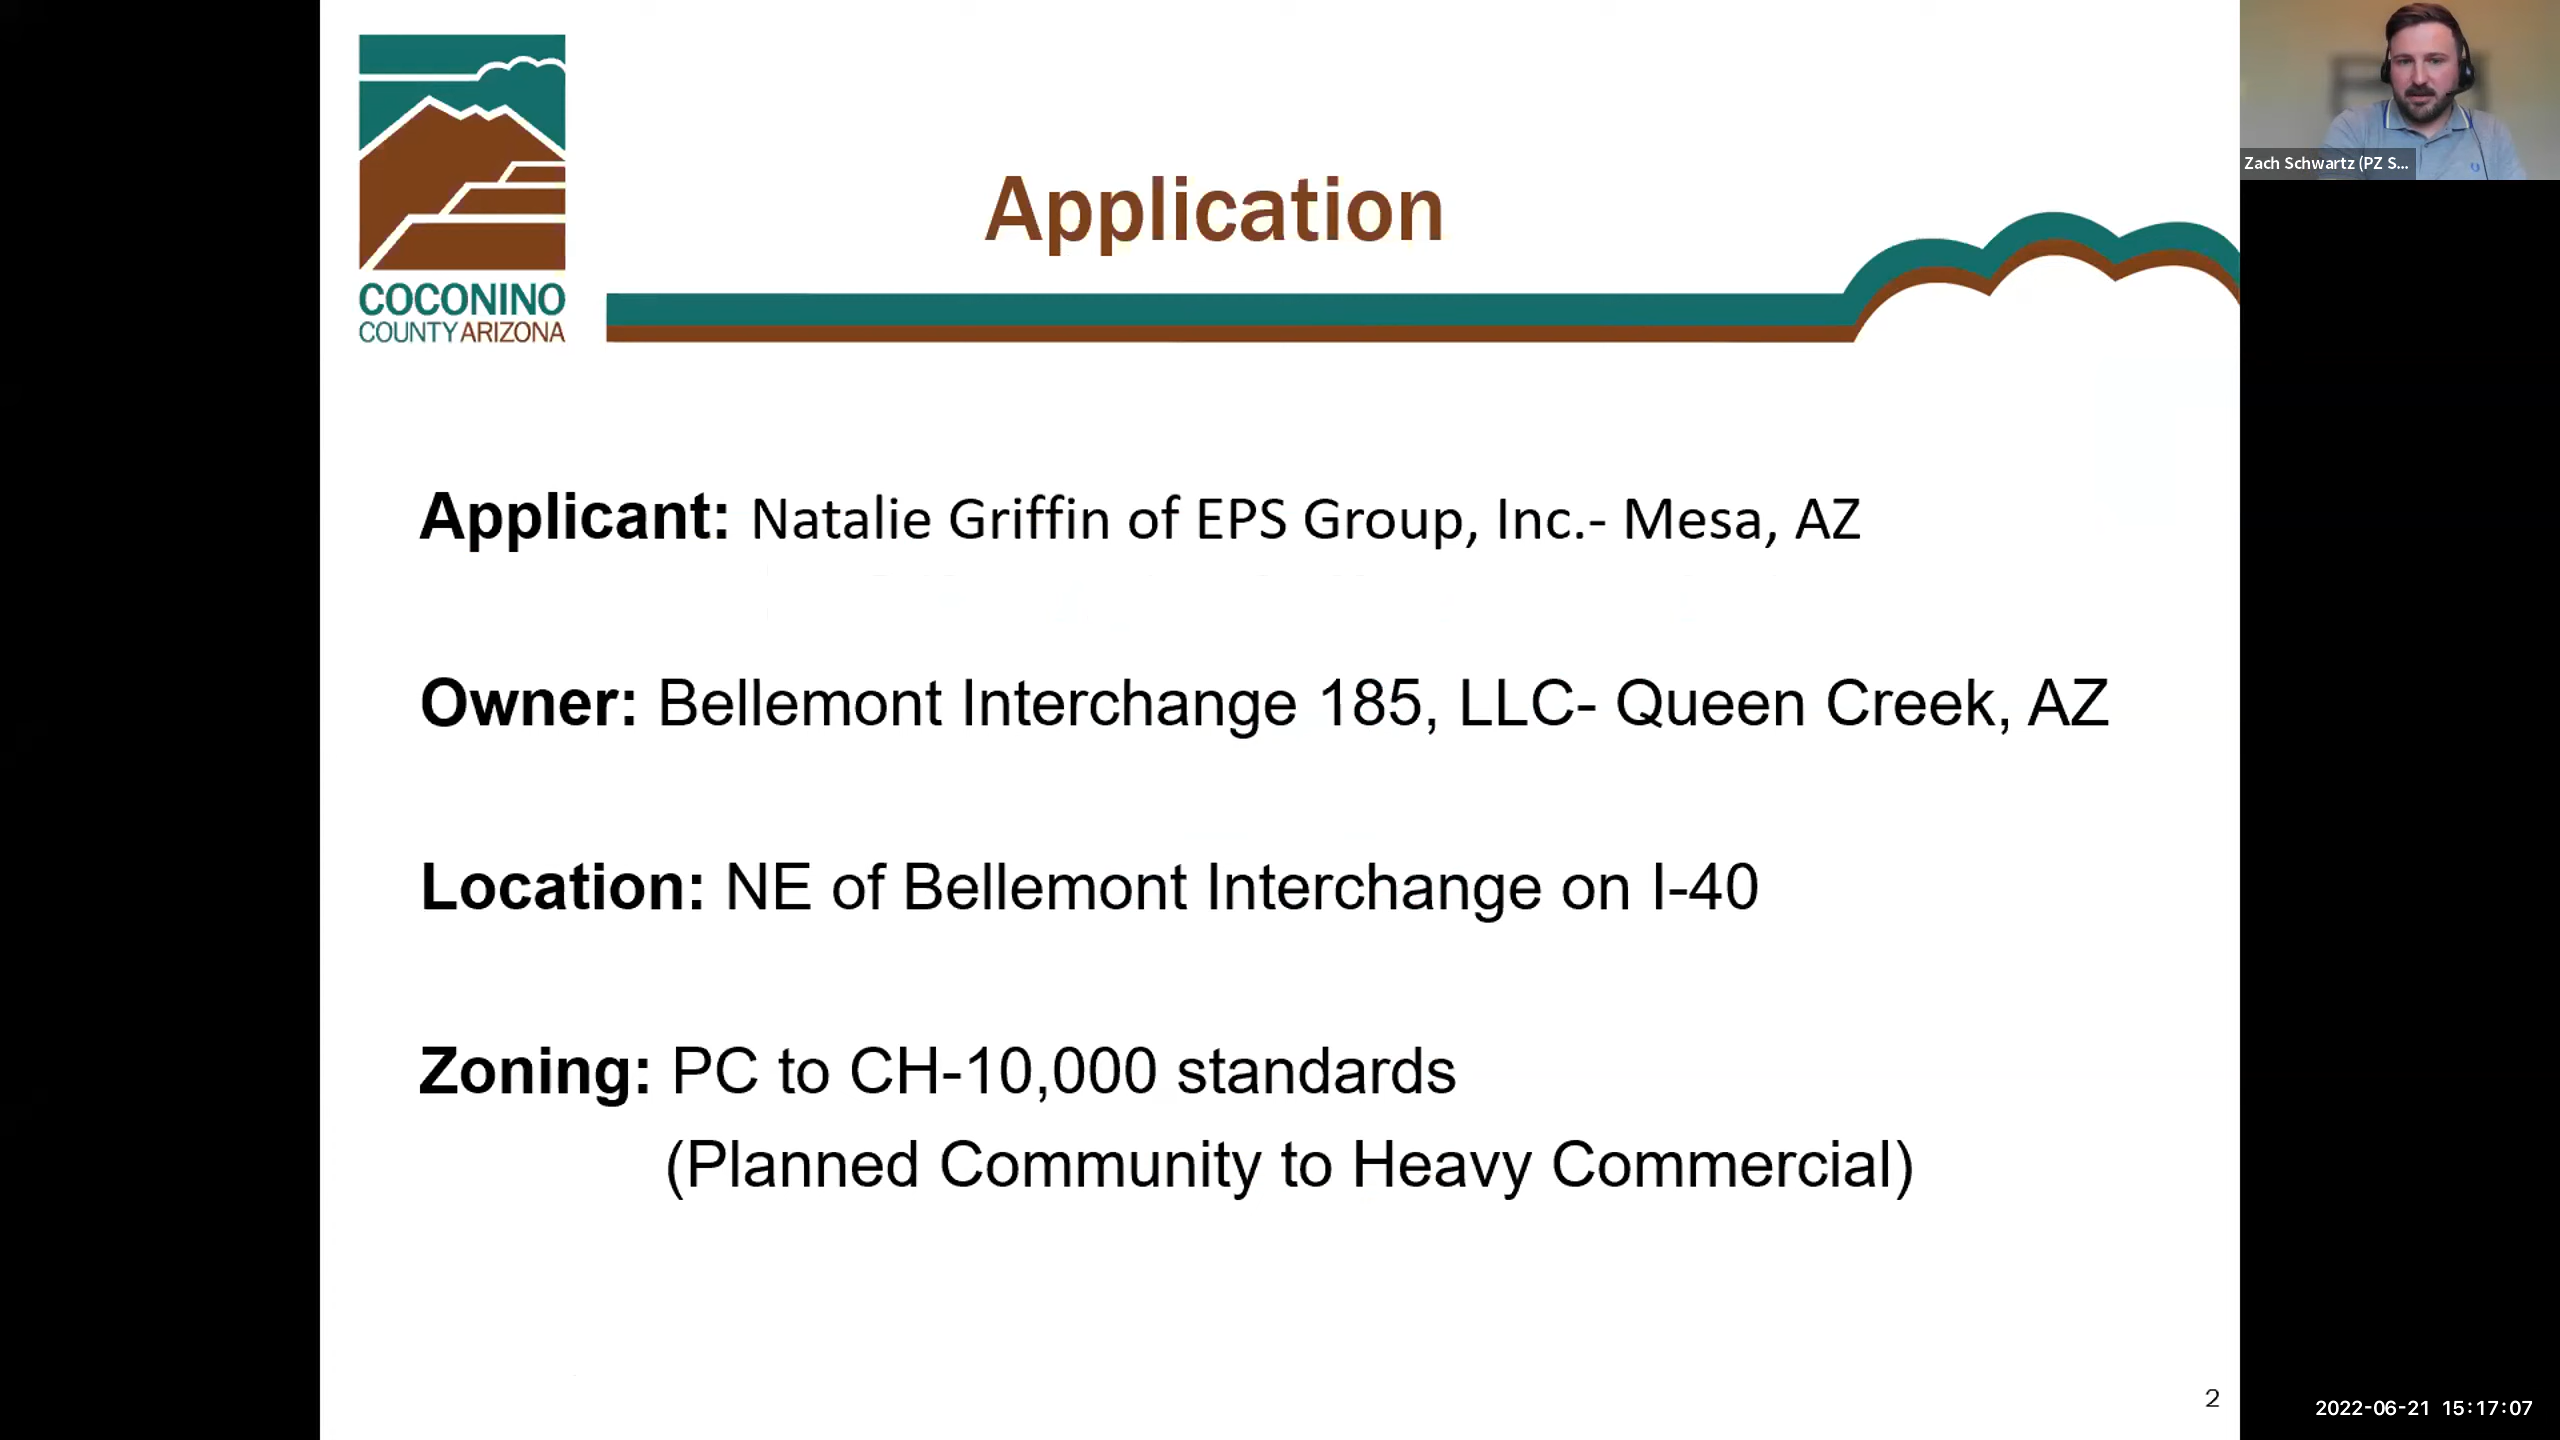 COCONINO
COUNTY ARIZONA
Application
Zach Schwartz (PZ S...
Applicant: Natalie Griffin of EPS Group, Inc.- Mesa, AZ
Owner: Bellemont Interchange 185, LLC- Queen Creek, AZ
Location: NE of Bellemont Interchange on I-40
Zoning: PC to CH-10,000 standards
(Planned Community to Heavy Commercial)
2
2022-06-21 15:17:07